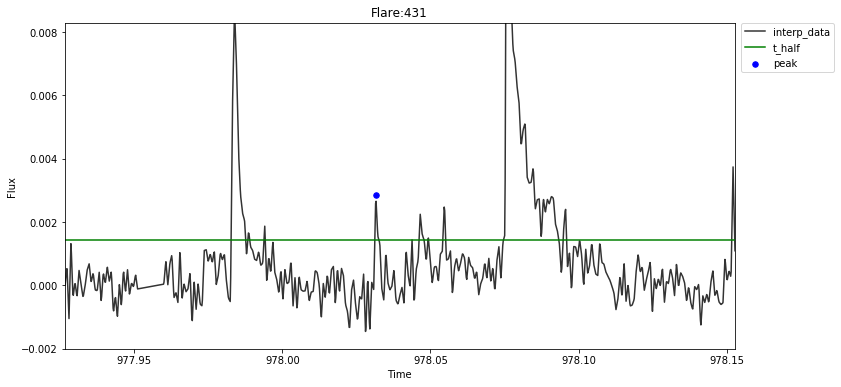 Flare:431
interp_data
t_half
peak
0.008
0.006
0.004
0.002
0.000
−0.002
Flux
977.95
978.00
978.05
978.10
978.15
Time